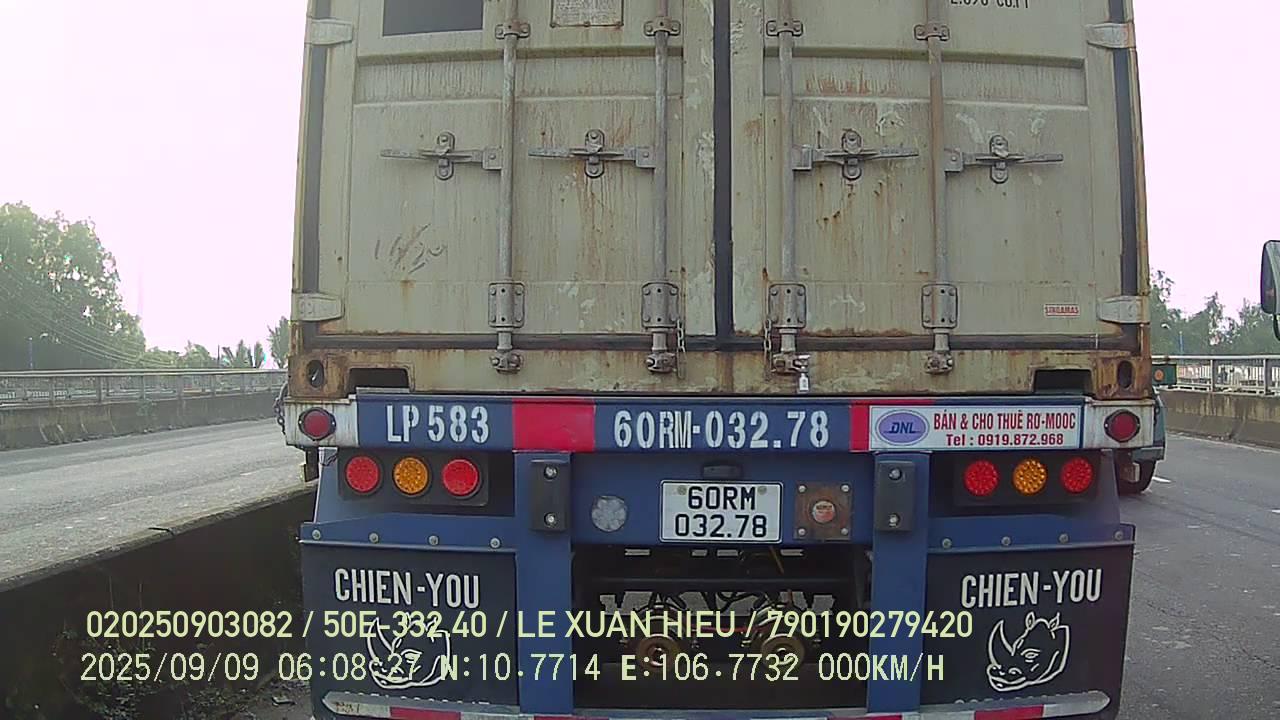 SINGAMAS
LP 583
60RM-032.78
DNL
BÁN & CHO THUÊ RƠ-MOOC
Tel : 0919.872.968
60RM
032.78
CHIEN-YOU
CHIEN-YOU
020250903082 / 50E-332.40 / LE XUAN HIEU / 790190279420
2025/09/09 06:08:27 N:10.7714 E:106.7732 000KM/H